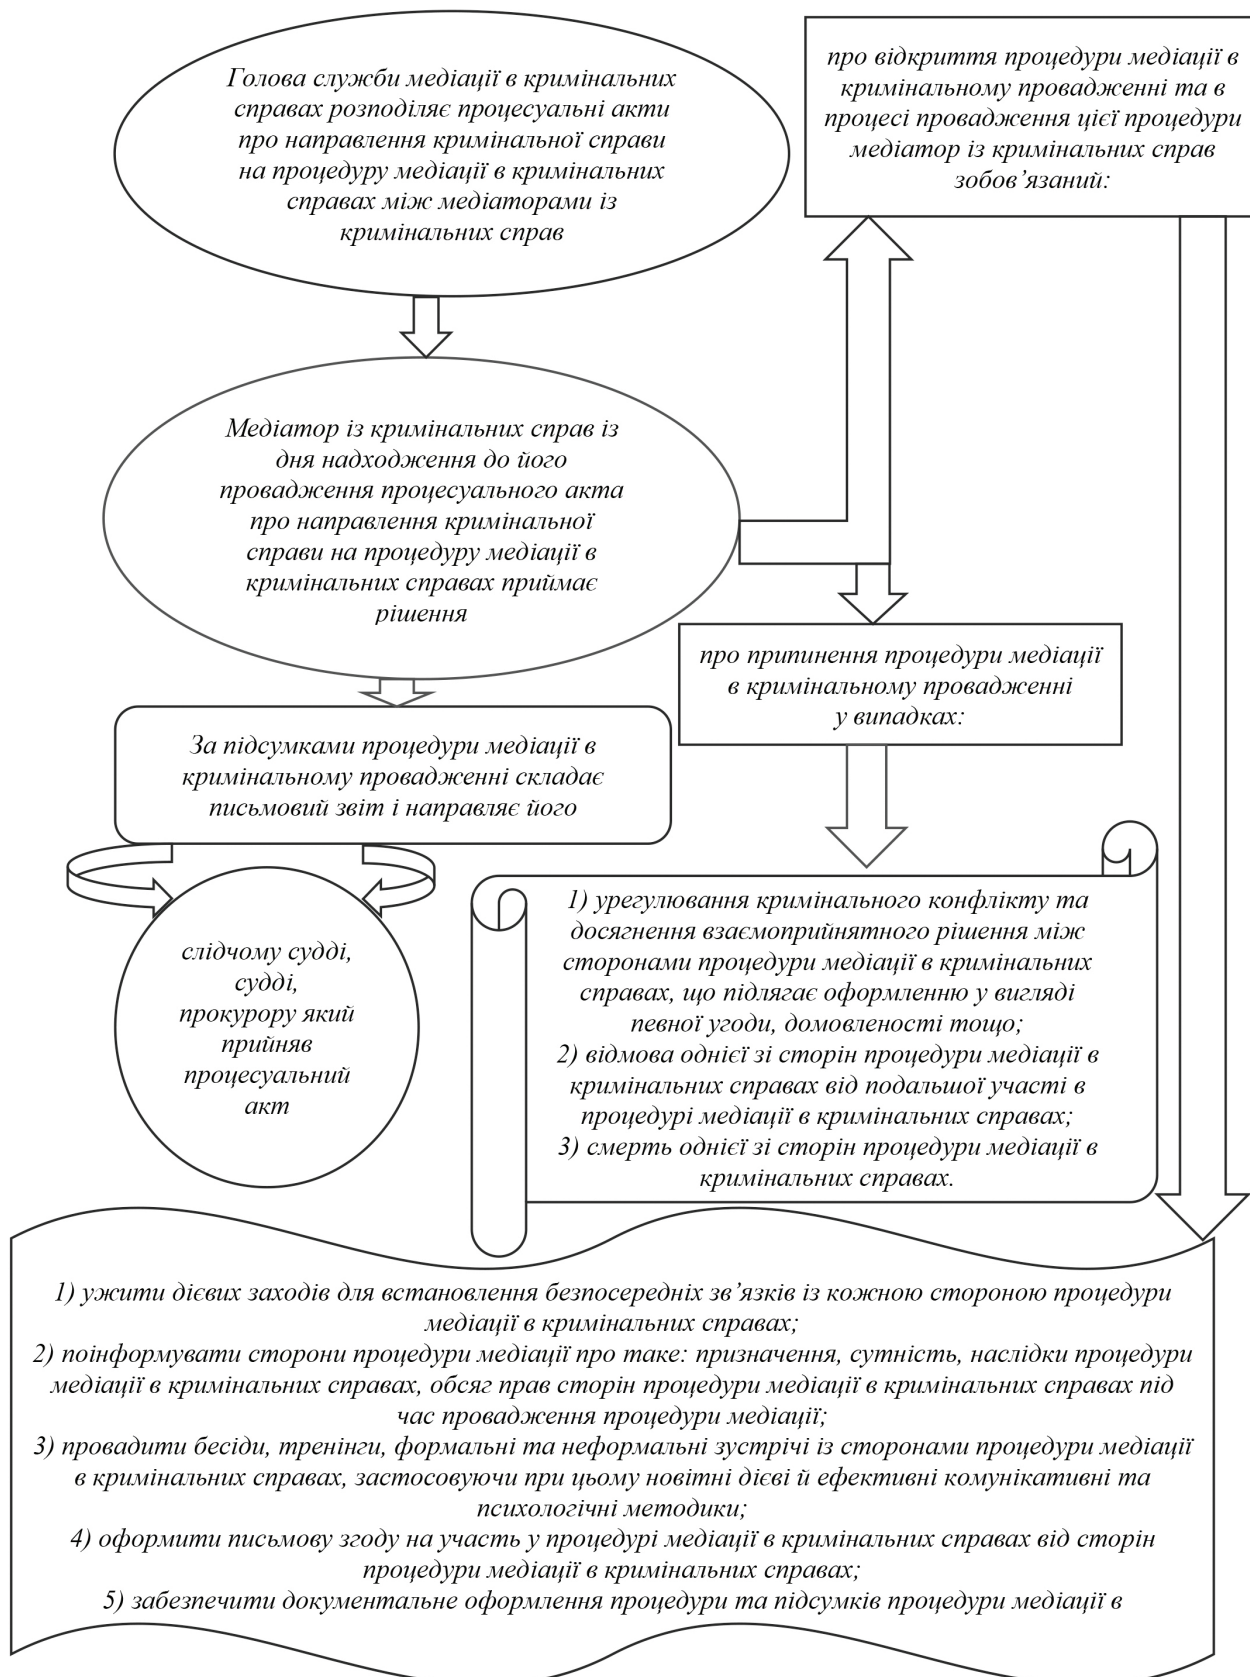 Голова служби медіації в кримінальних
справах розподіляє процесуальні акти
про направлення кримінальної справи
на процедуру медіації в кримінальних
справах між медіаторами із
кримінальних справ
про відкриття процедури медіації в
кримінальному провадженні та в
процесі провадження цієї процедури
медіатор із кримінальних справ
зобов’язаний:
Медіатор із кримінальних справ із
дня надходження до його
провадження процесуального акта
про направлення кримінальної
справи на процедуру медіації в
кримінальних справах приймає
рішення
про припинення процедури медіації
в кримінальному провадженні
у випадках:
За підсумками процедури медіації в
кримінальному провадженні складає
письмовий звіт і направляє його
слідчому судді,
судді,
прокурору який
прийняв
процесуальний
акт
1) урегулювання кримінального конфлікту та
досягнення взаємоприйнятного рішення між
сторонами процедури медіації в кримінальних
справах, що підлягає оформленню у вигляді
певної угоди, домовленості тощо;
2) відмова однієї зі сторін процедури медіації в
кримінальних справах від подальшої участі в
процедурі медіації в кримінальних справах;
3) смерть однієї зі сторін процедури медіації в
кримінальних справах.
1) ужити дієвих заходів для встановлення безпосередніх зв’язків із кожною стороною процедури
медіації в кримінальних справах;
2) поінформувати сторони процедури медіації про таке: призначення, сутність, наслідки процедури
медіації в кримінальних справах, обсяг прав сторін процедури медіації в кримінальних справах під
час провадження процедури медіації;
3) провадити бесіди, тренінги, формальні та неформальні зустрічі із сторонами процедури медіації
в кримінальних справах, застосовуючи при цьому новітні дієві й ефективні комунікативні та
психологічні методики;
4) оформити письмову згоду на участь у процедурі медіації в кримінальних справах від сторін
процедури медіації в кримінальних справах;
5) забезпечити документальне оформлення процедури та підсумків процедури медіації в